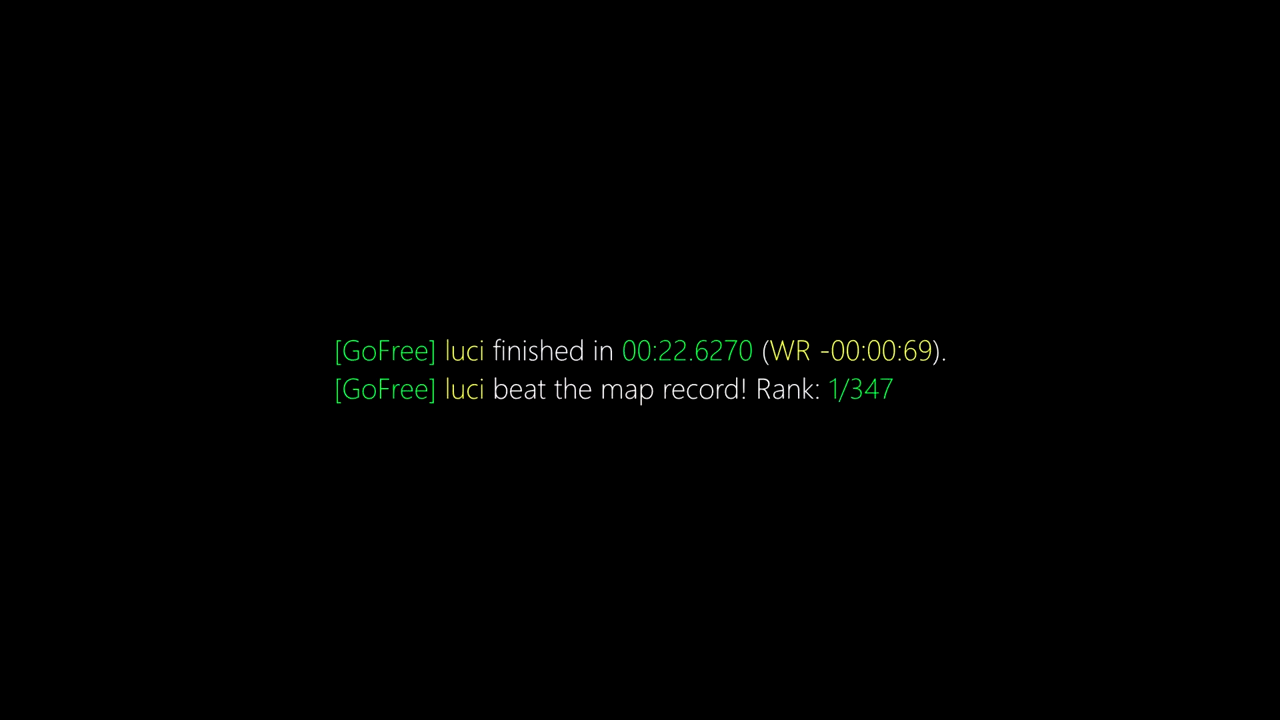 [GoFree] luci finished in 00:22.6270 (WR -00:00:69).
[GoFree] luci beat the map record! Rank: 1/347